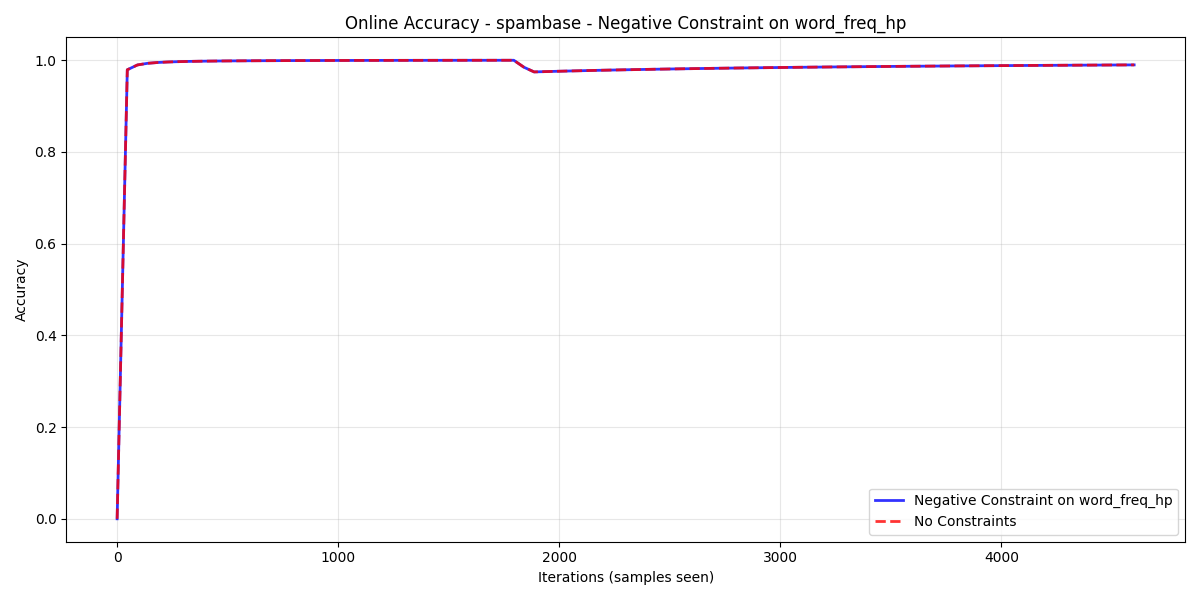 Online Accuracy - spambase - Negative Constraint on word_freq_hp
1.0
0.8
0.6
0.4
0.2
0.0
Accuracy
0 1000 2000 3000 4000
Iterations (samples seen)
Negative Constraint on word_freq_hp
No Constraints